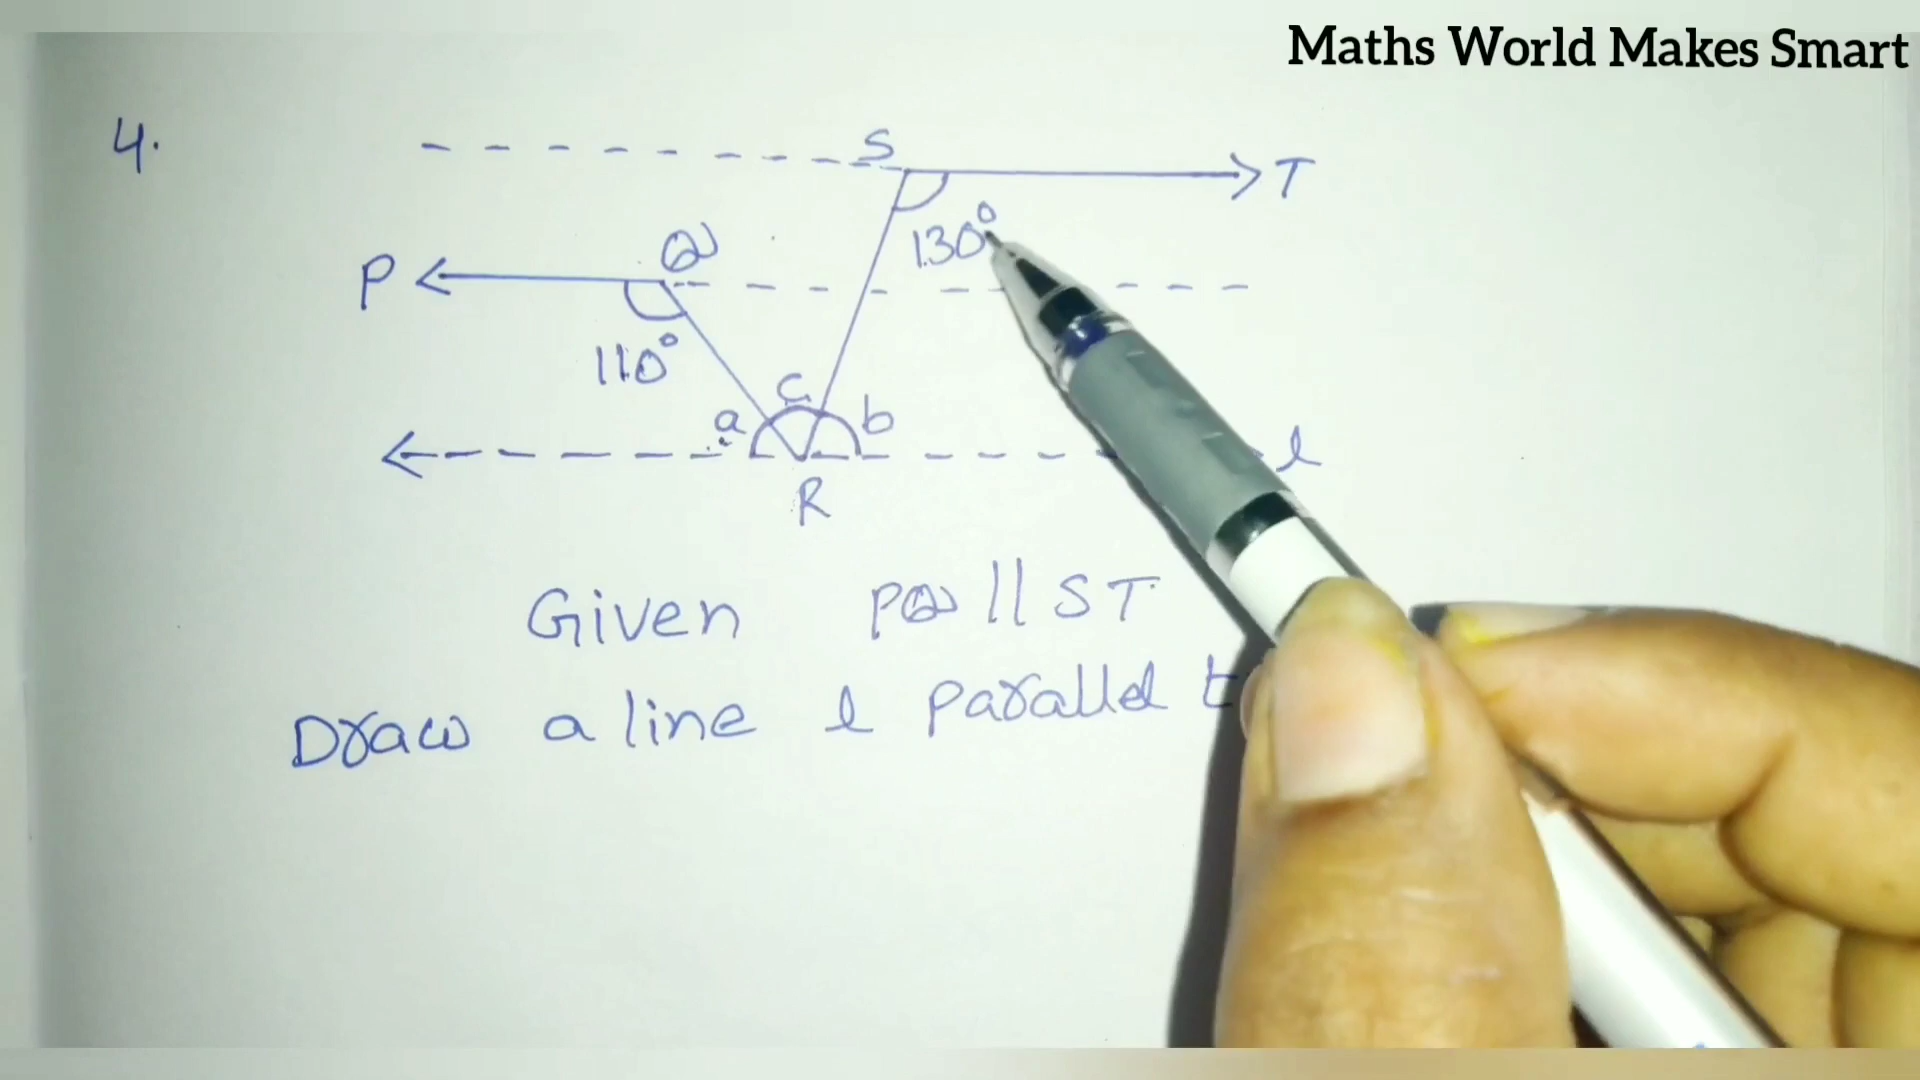 Maths World Makes Smart
4.
S
T
130°
Q
P
110°
a
c
b
l
R
Given PQ || ST
Draw a line l parallel t